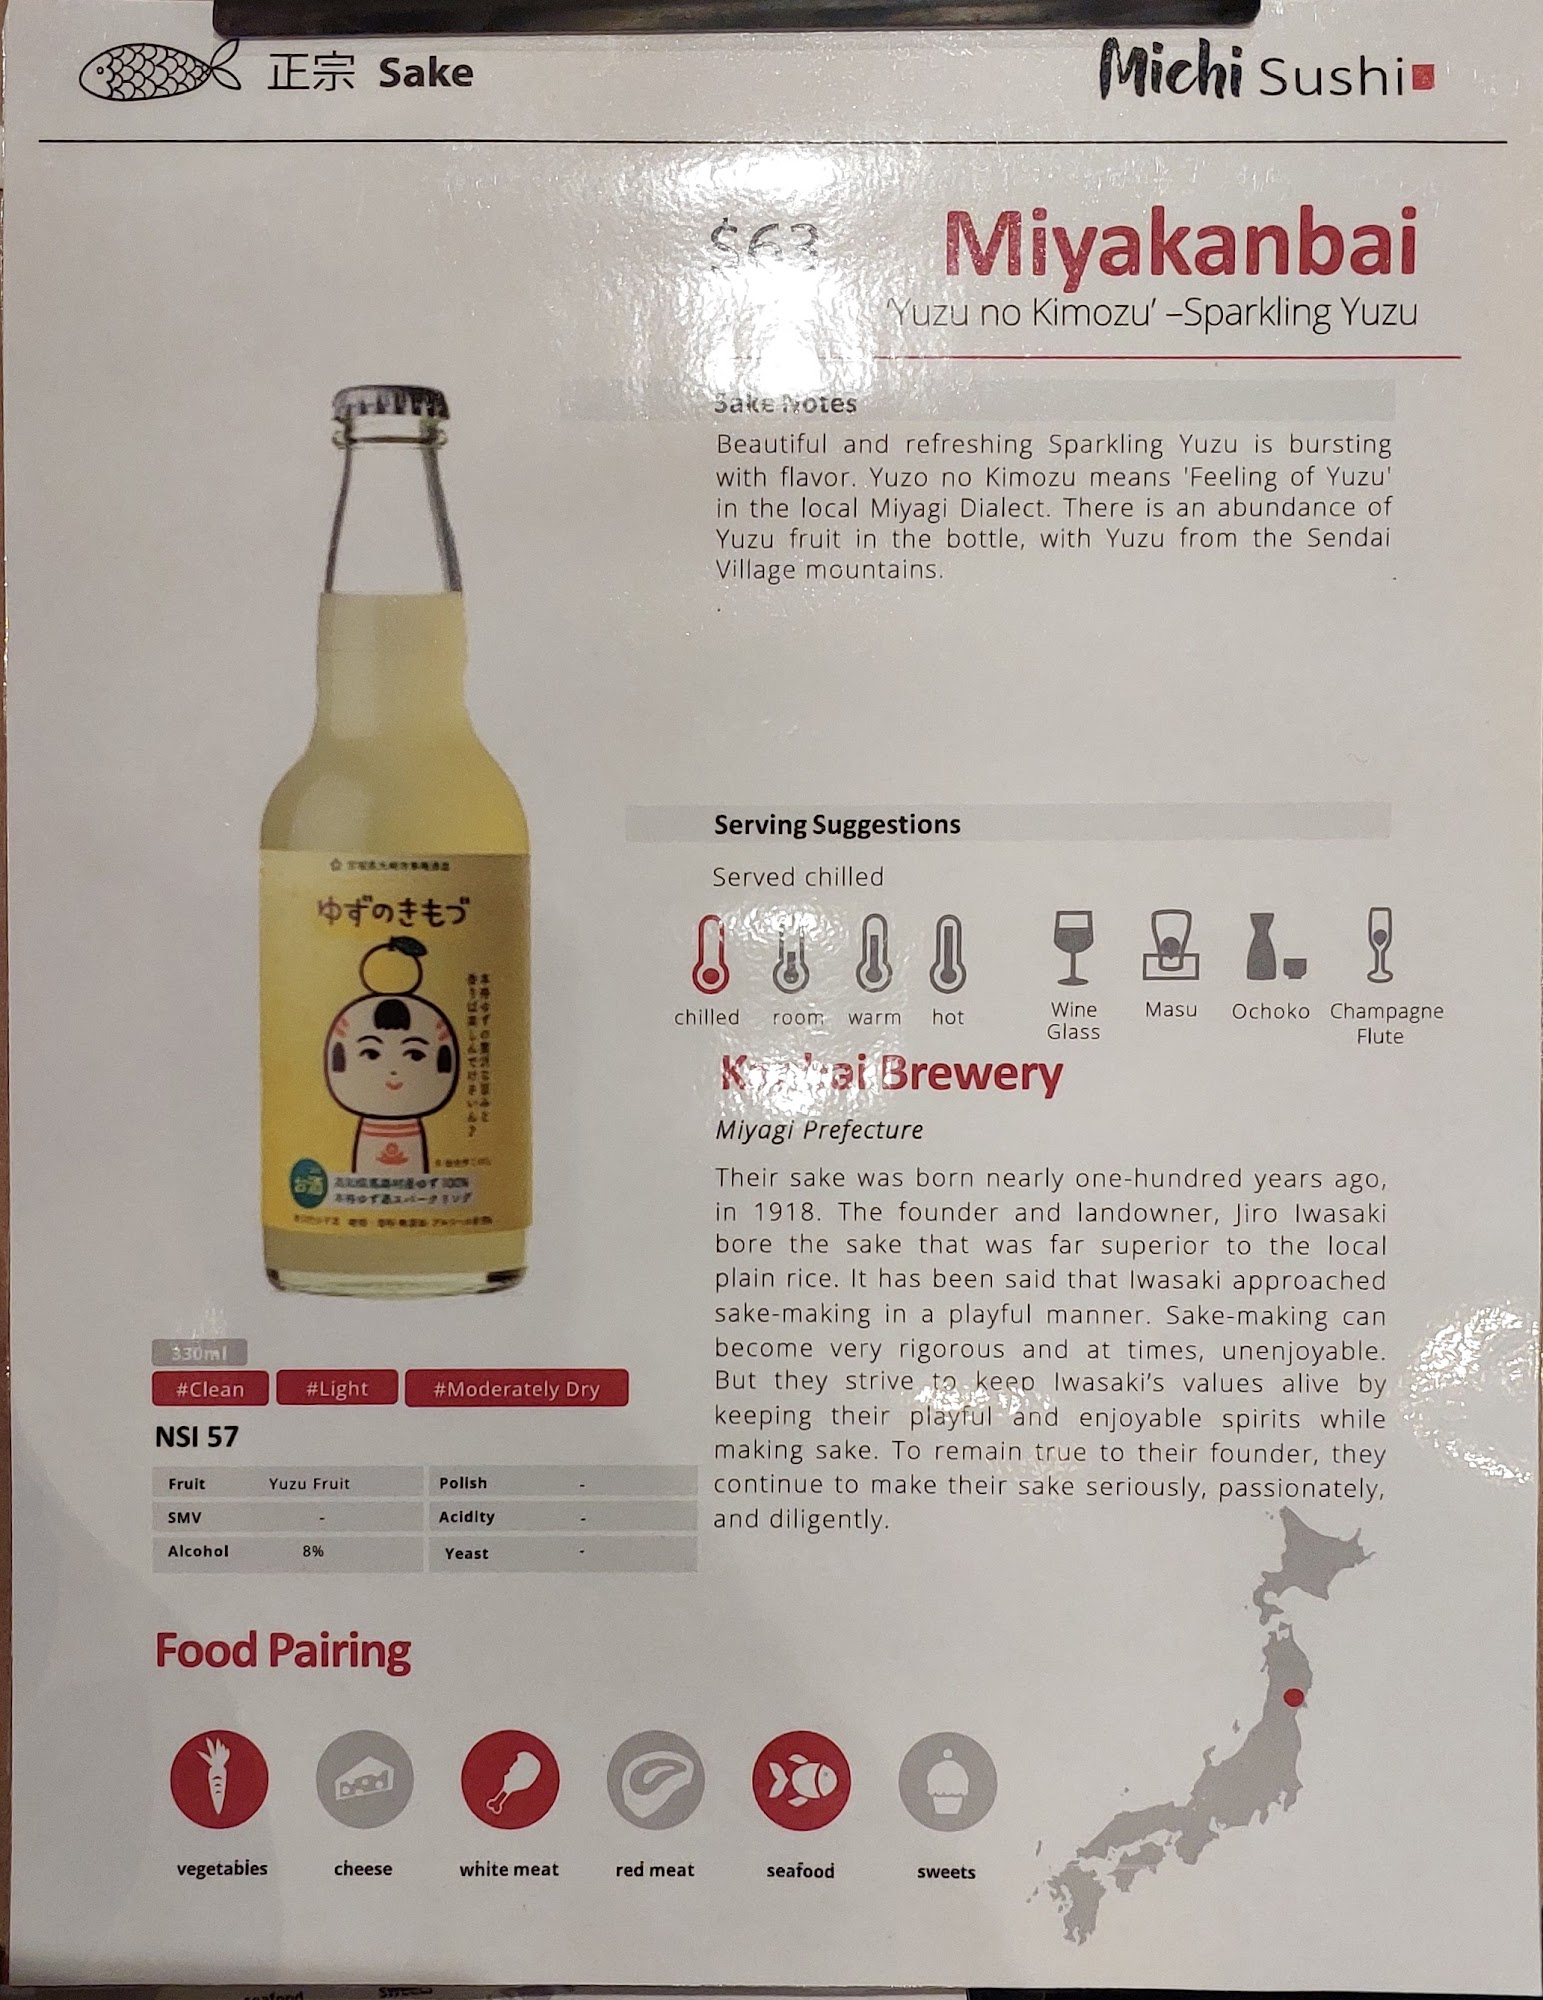 正宗 Sake
Michi Sushi
$63
Miyakanbai
'Yuzu no Kimozu' –Sparkling Yuzu
Sake Notes
Beautiful and refreshing Sparkling Yuzu is bursting
with flavor. Yuzo no Kimozu means 'Feeling of Yuzu'
in the local Miyagi Dialect. There is an abundance of
Yuzu fruit in the bottle, with Yuzu from the Sendai
Village mountains.
.
ゆずのきもづ
お酒
Serving Suggestions
Served chilled
chilled room warm hot
Wine Glass Masu Ochoko Champagne Flute
Brewery
Miyagi Prefecture
Their sake was born nearly one-hundred years ago,
in 1918. The founder and landowner, Jiro Iwasaki
bore the sake that was far superior to the local
plain rice. It has been said that Iwasaki approached
sake-making in a playful manner. Sake-making can
become very rigorous and at times, unenjoyable.
But they strive to keep Iwasaki's values alive by
keeping their playful and enjoyable spirits while
making sake. To remain true to their founder, they
continue to make their sake seriously, passionately,
and diligently.
330ml
#Clean #Light #Moderately Dry
NSI 57
Fruit Yuzu Fruit Polish -
SMV - Acidity -
Alcohol 8% Yeast -
Food Pairing
vegetables cheese white meat red meat seafood sweets